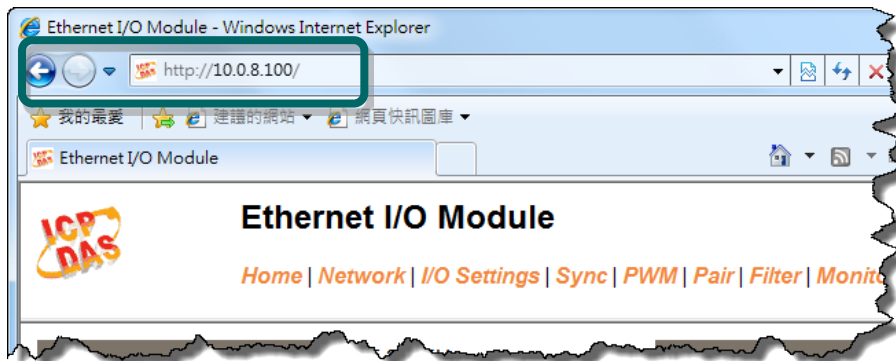 Ethernet I/O Module - Windows Internet Explorer
http://10.0.8.100/
我的最愛 建議的網站 網頁快訊圖庫
Ethernet I/O Module
ICP DAS
Ethernet I/O Module
Home | Network | I/O Settings | Sync | PWM | Pair | Filter |